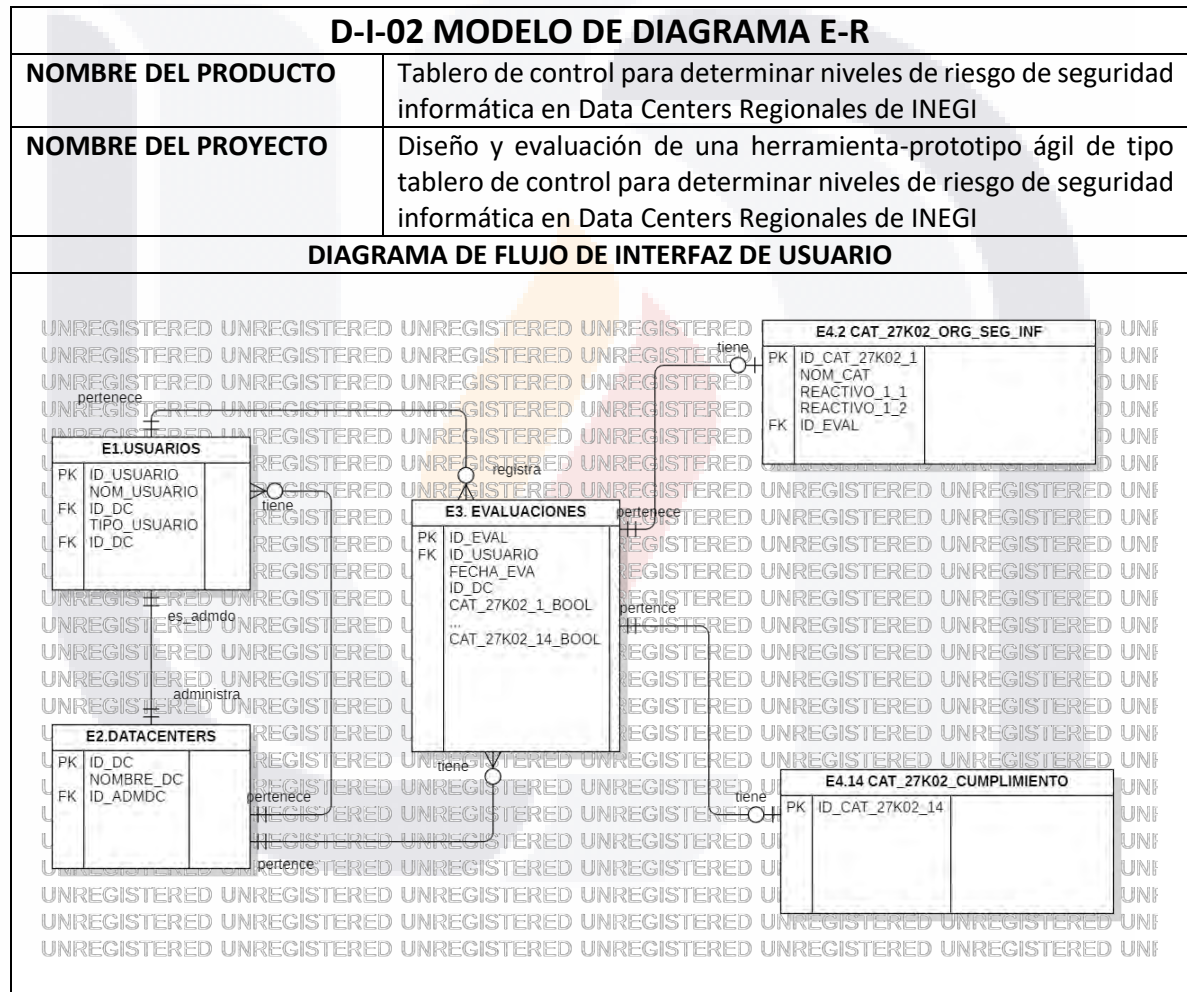 D-I-02 MODELO DE DIAGRAMA E-R
NOMBRE DEL PRODUCTO
Tablero de control para determinar niveles de riesgo de seguridad
informática en Data Centers Regionales de INEGI
NOMBRE DEL PROYECTO
Diseño y evaluación de una herramienta-prototipo ágil de tipo
tablero de control para determinar niveles de riesgo de seguridad
informática en Data Centers Regionales de INEGI
DIAGRAMA DE FLUJO DE INTERFAZ DE USUARIO
UNREGISTERED UNREGISTERED UNREGISTERED UNREGISTERED
pertenece
E1.USUARIOS
PK ID_USUARIO
NOM_USUARIO
FK ID_DC
TIPO_USUARIO
FK ID_DC
tiene
es_admdo
administra
E2.DATACENTERS
PK ID_DC
NOMBRE_DC
FK ID_ADMDC
pertenece
pertence
registra
E3. EVALUACIONES
PK ID_EVAL
FK ID_USUARIO
FECHA_EVA
ID_DC
CAT_27K02_1_BOOL
...
CAT_27K02_14_BOOL
tiene
pertenece
pertence
tiene
E4.2 CAT_27K02_ORG_SEG_INF
PK ID_CAT_27K02_1
NOM_CAT
REACTIVO_1_1
REACTIVO_1_2
FK ID_EVAL
tiene
E4.14 CAT_27K02_CUMPLIMIENTO
PK ID_CAT_27K02_14